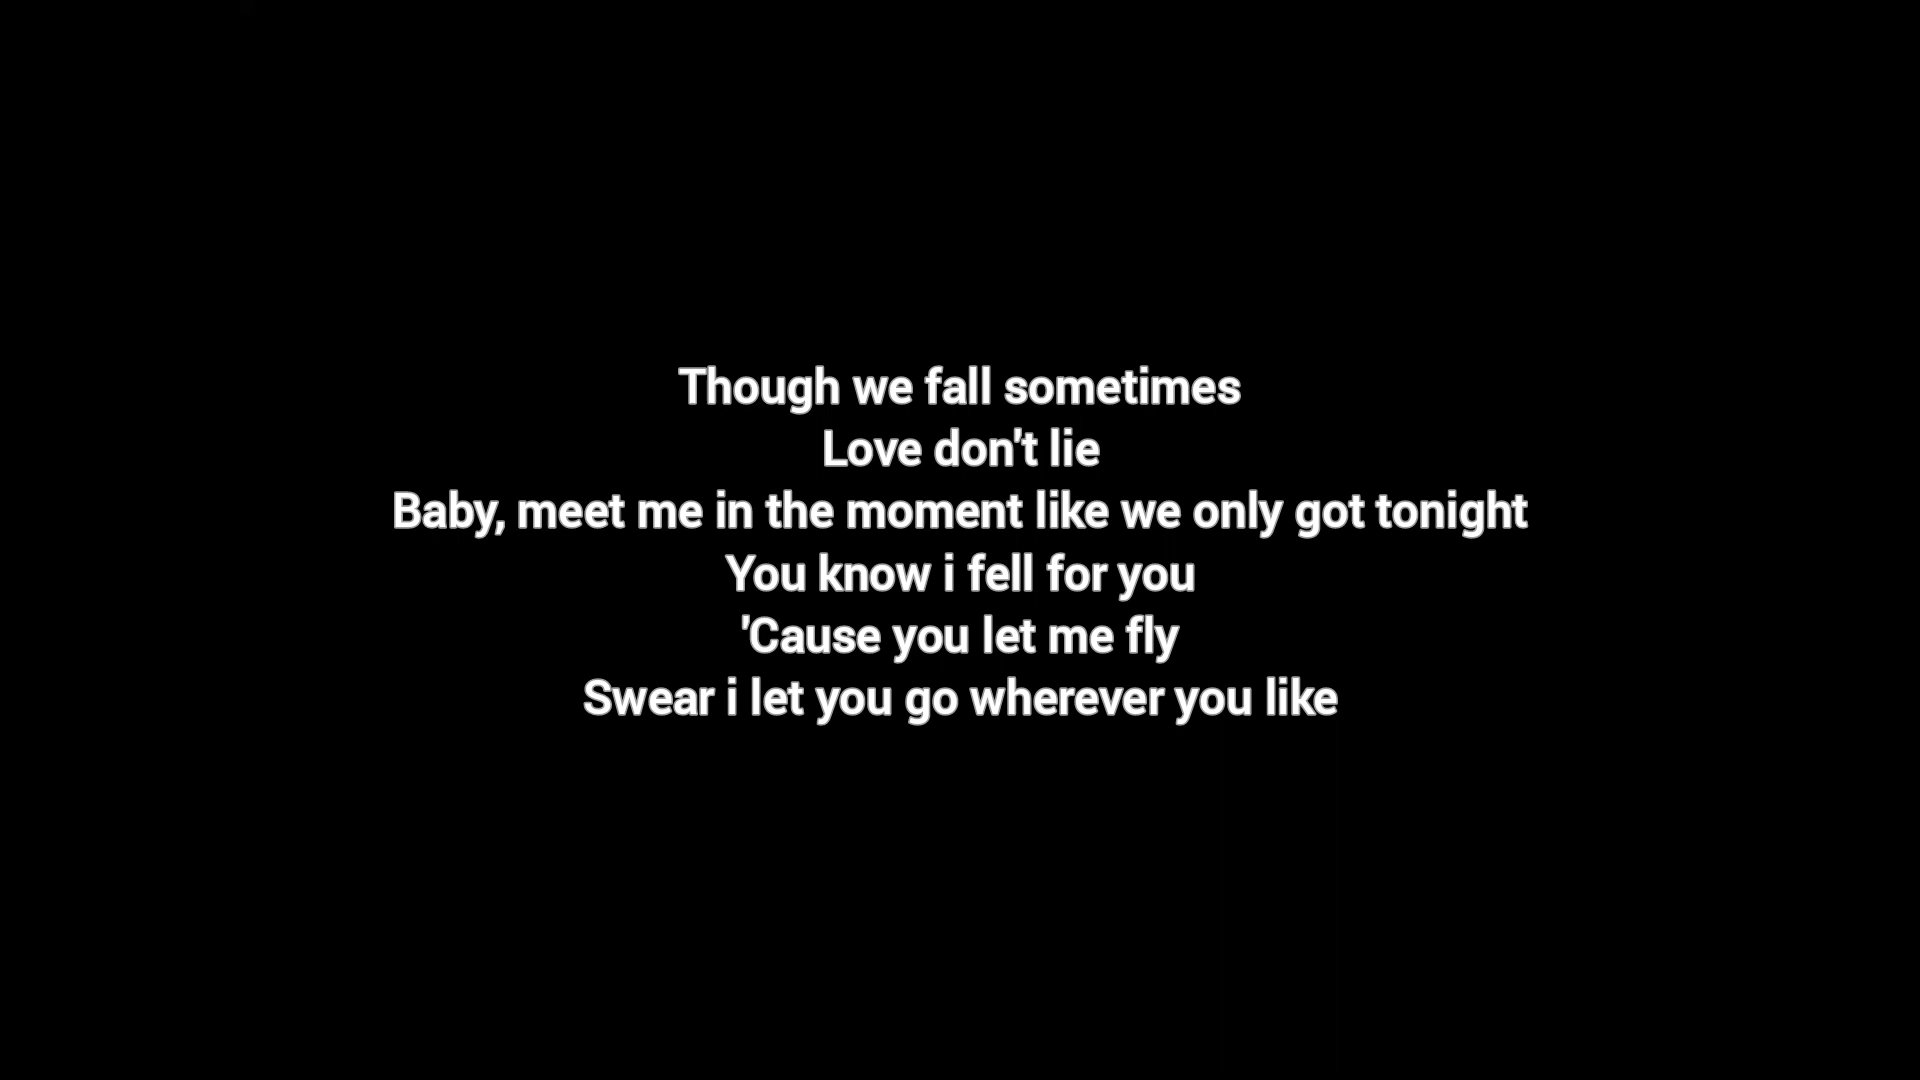 Though we fall sometimes
Love don't lie
Baby, meet me in the moment like we only got tonight
You know i fell for you
'Cause you let me fly
Swear i let you go wherever you like